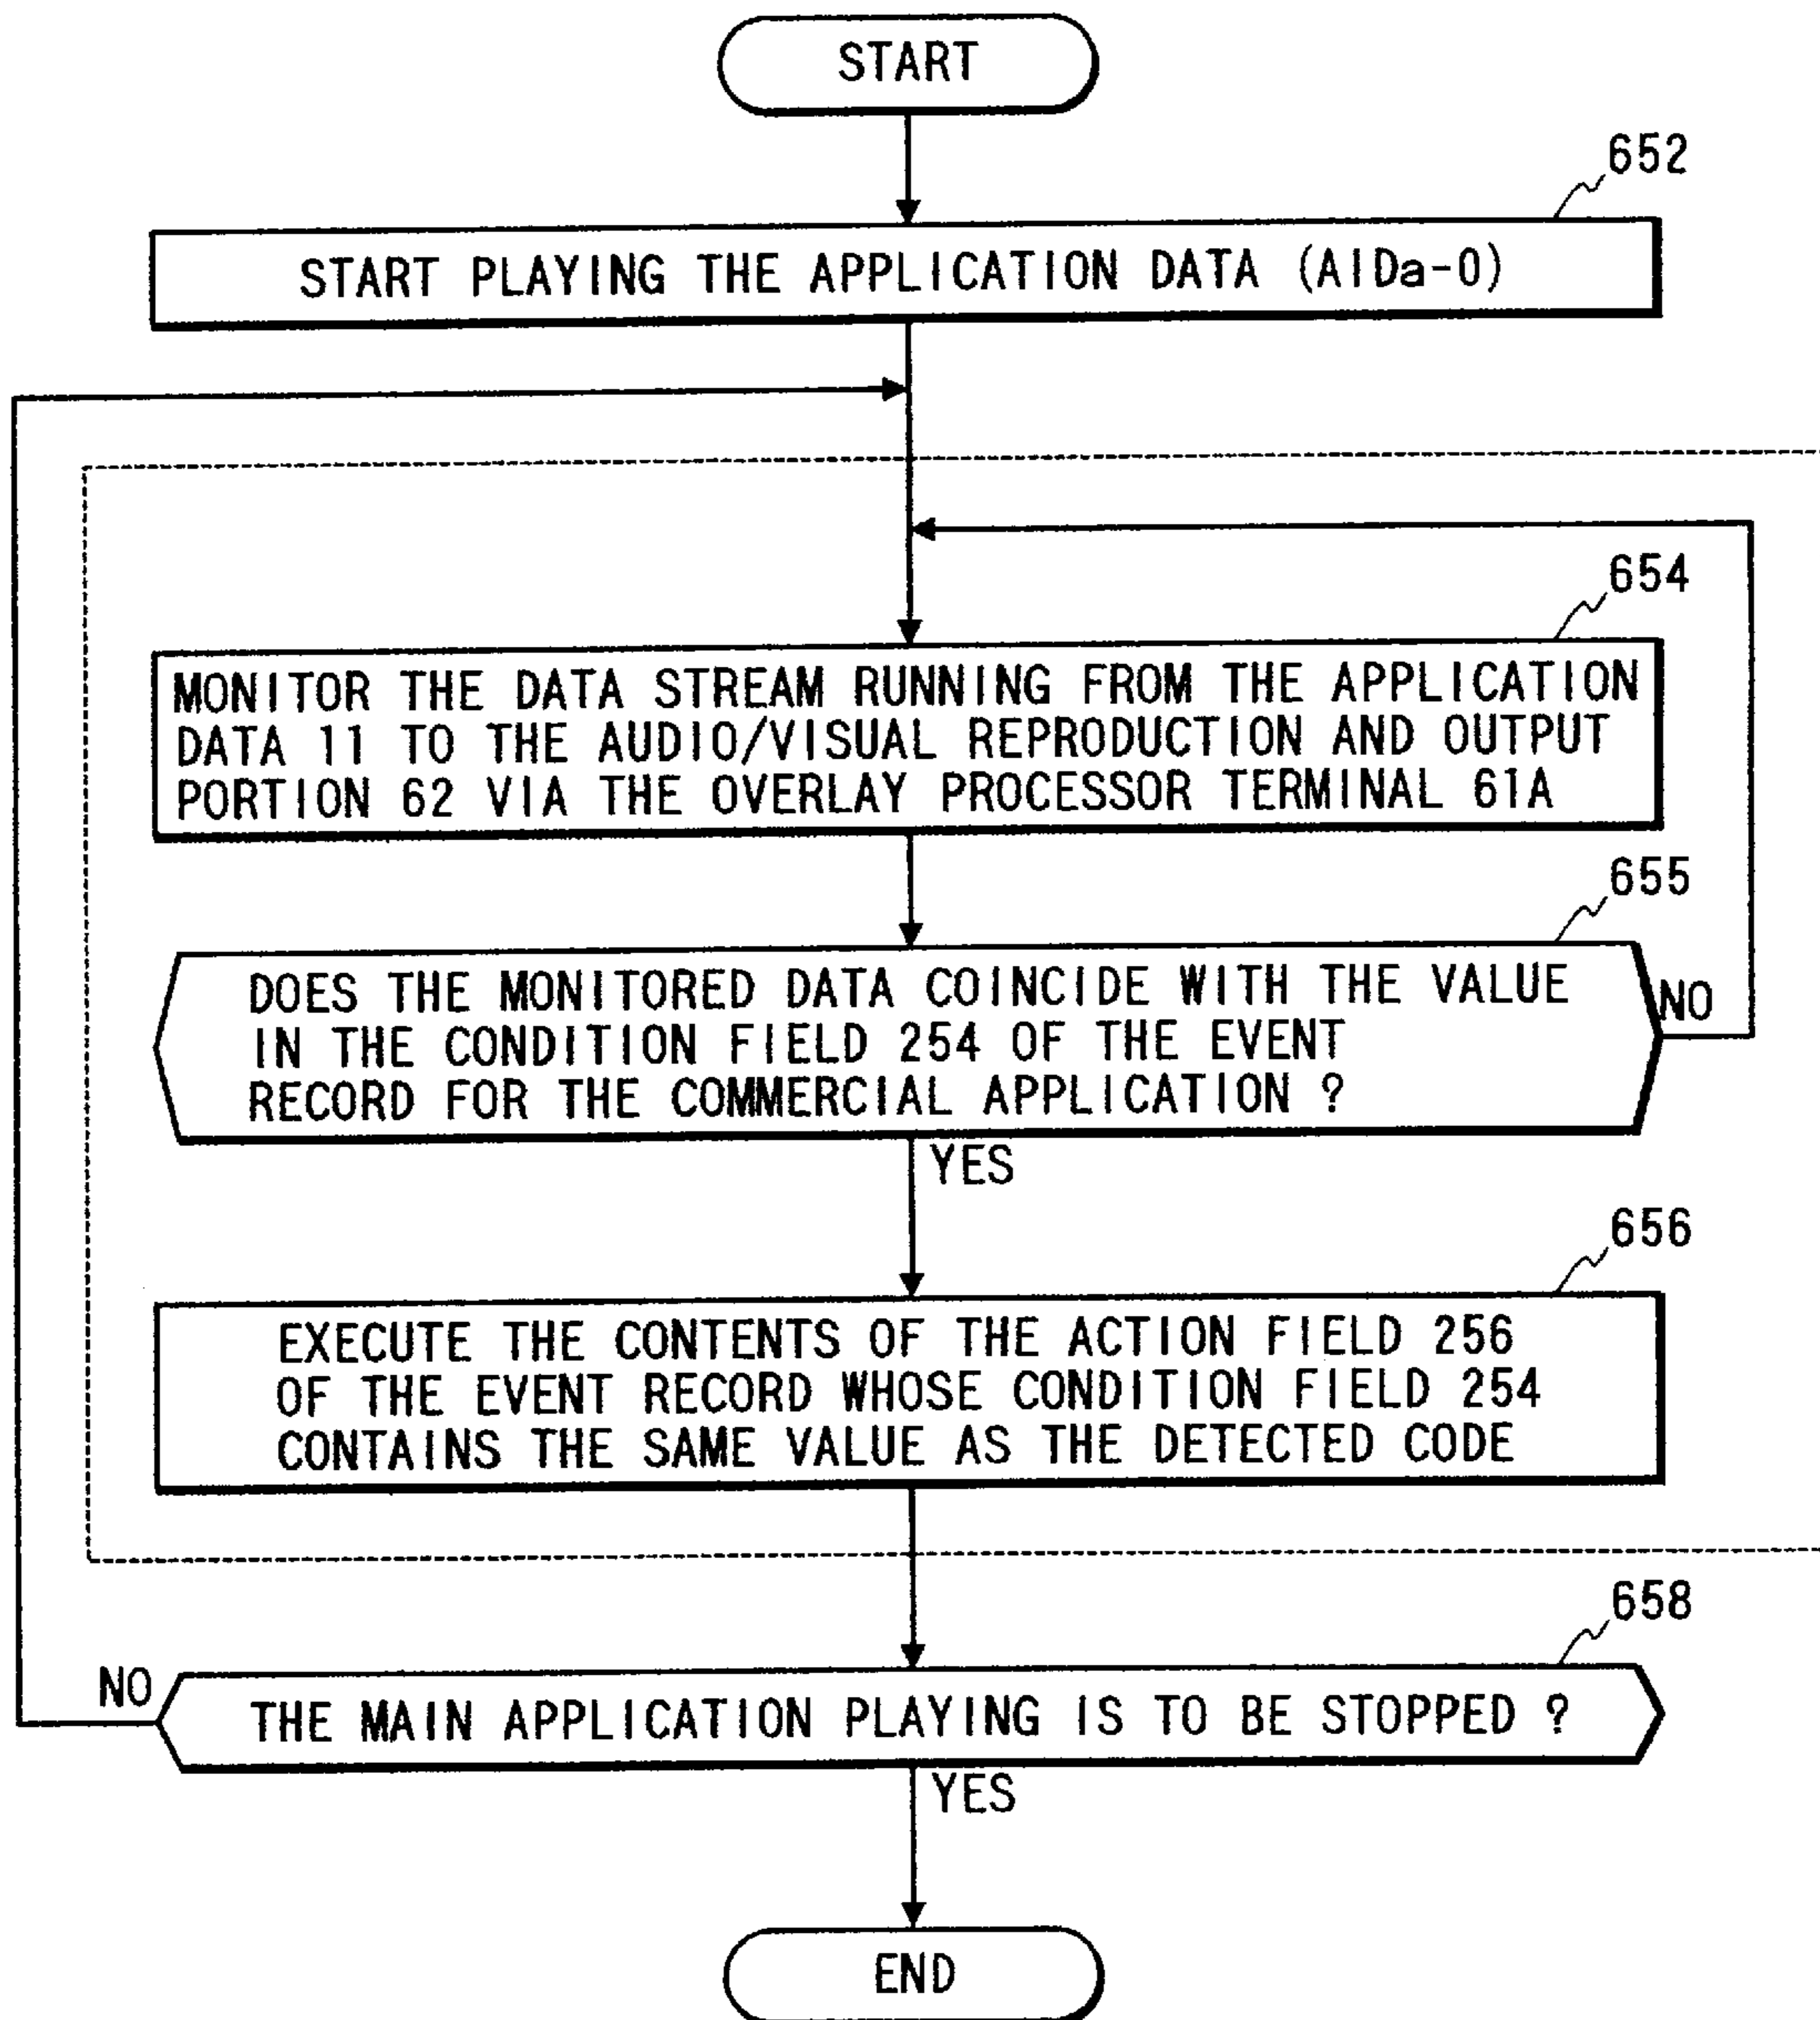 START
652
START PLAYING THE APPLICATION DATA (AIDa-0)
654
MONITOR THE DATA STREAM RUNNING FROM THE APPLICATION
DATA 11 TO THE AUDIO/VISUAL REPRODUCTION AND OUTPUT
PORTION 62 VIA THE OVERLAY PROCESSOR TERMINAL 61A
655
DOES THE MONITORED DATA COINCIDE WITH THE VALUE
IN THE CONDITION FIELD 254 OF THE EVENT
RECORD FOR THE COMMERCIAL APPLICATION ?
NO
YES
656
EXECUTE THE CONTENTS OF THE ACTION FIELD 256
OF THE EVENT RECORD WHOSE CONDITION FIELD 254
CONTAINS THE SAME VALUE AS THE DETECTED CODE
658
NO
THE MAIN APPLICATION PLAYING IS TO BE STOPPED ?
YES
END